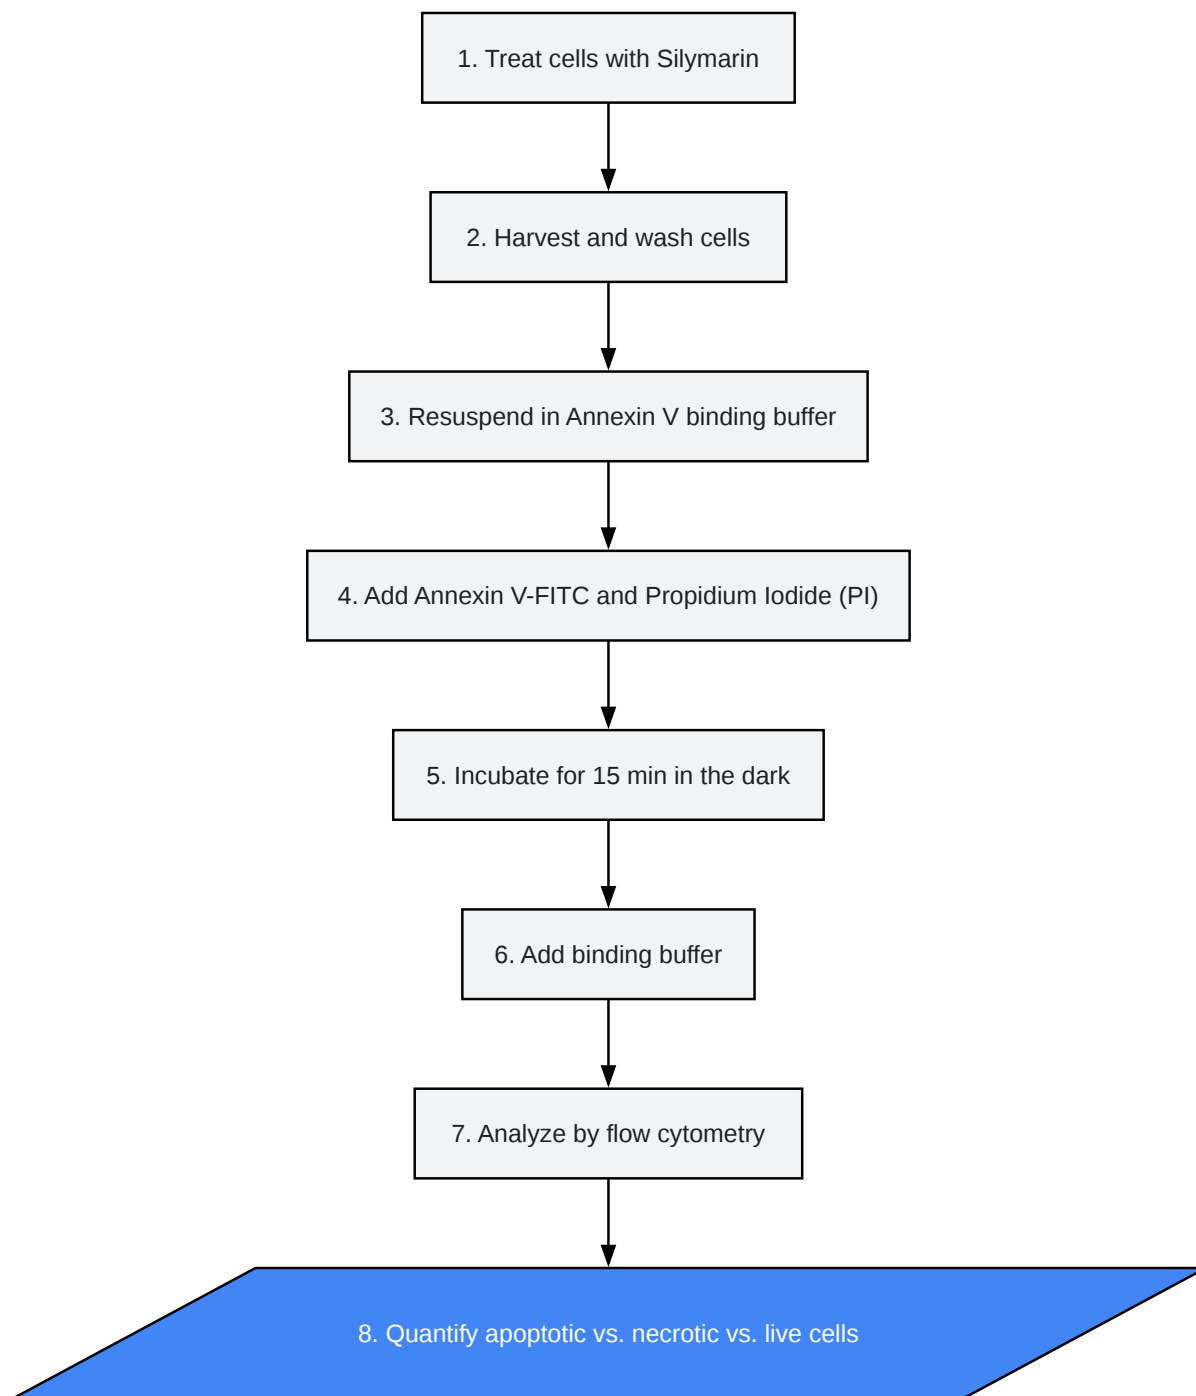 1. Treat cells with Silymarin
2. Harvest and wash cells
3. Resuspend in Annexin V binding buffer
4. Add Annexin V-FITC and Propidium Iodide (PI)
5. Incubate for 15 min in the dark
6. Add binding buffer
7. Analyze by flow cytometry
8. Quantify apoptotic vs. necrotic vs. live cells